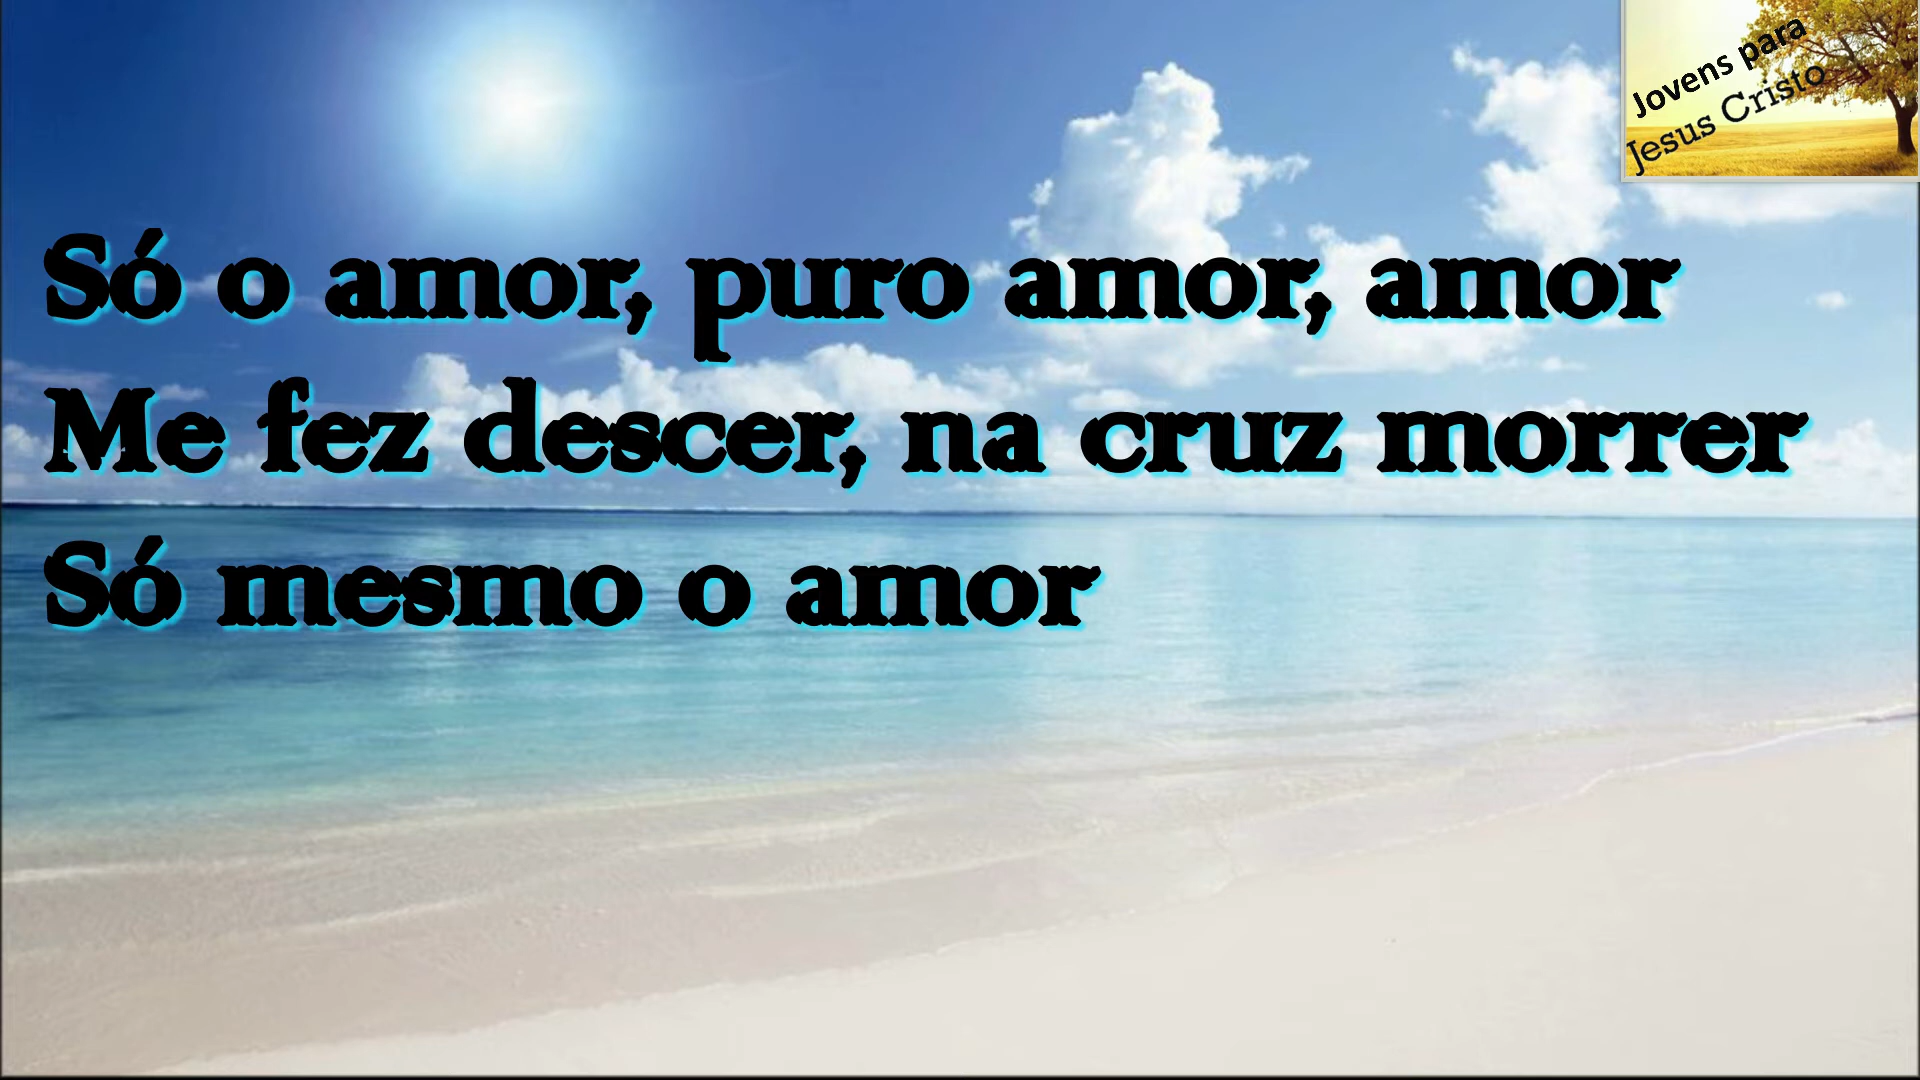 Jovens para
Jesus Cristo
Só o amor, puro amor, amor
Me fez descer, na cruz morrer
Só mesmo o amor